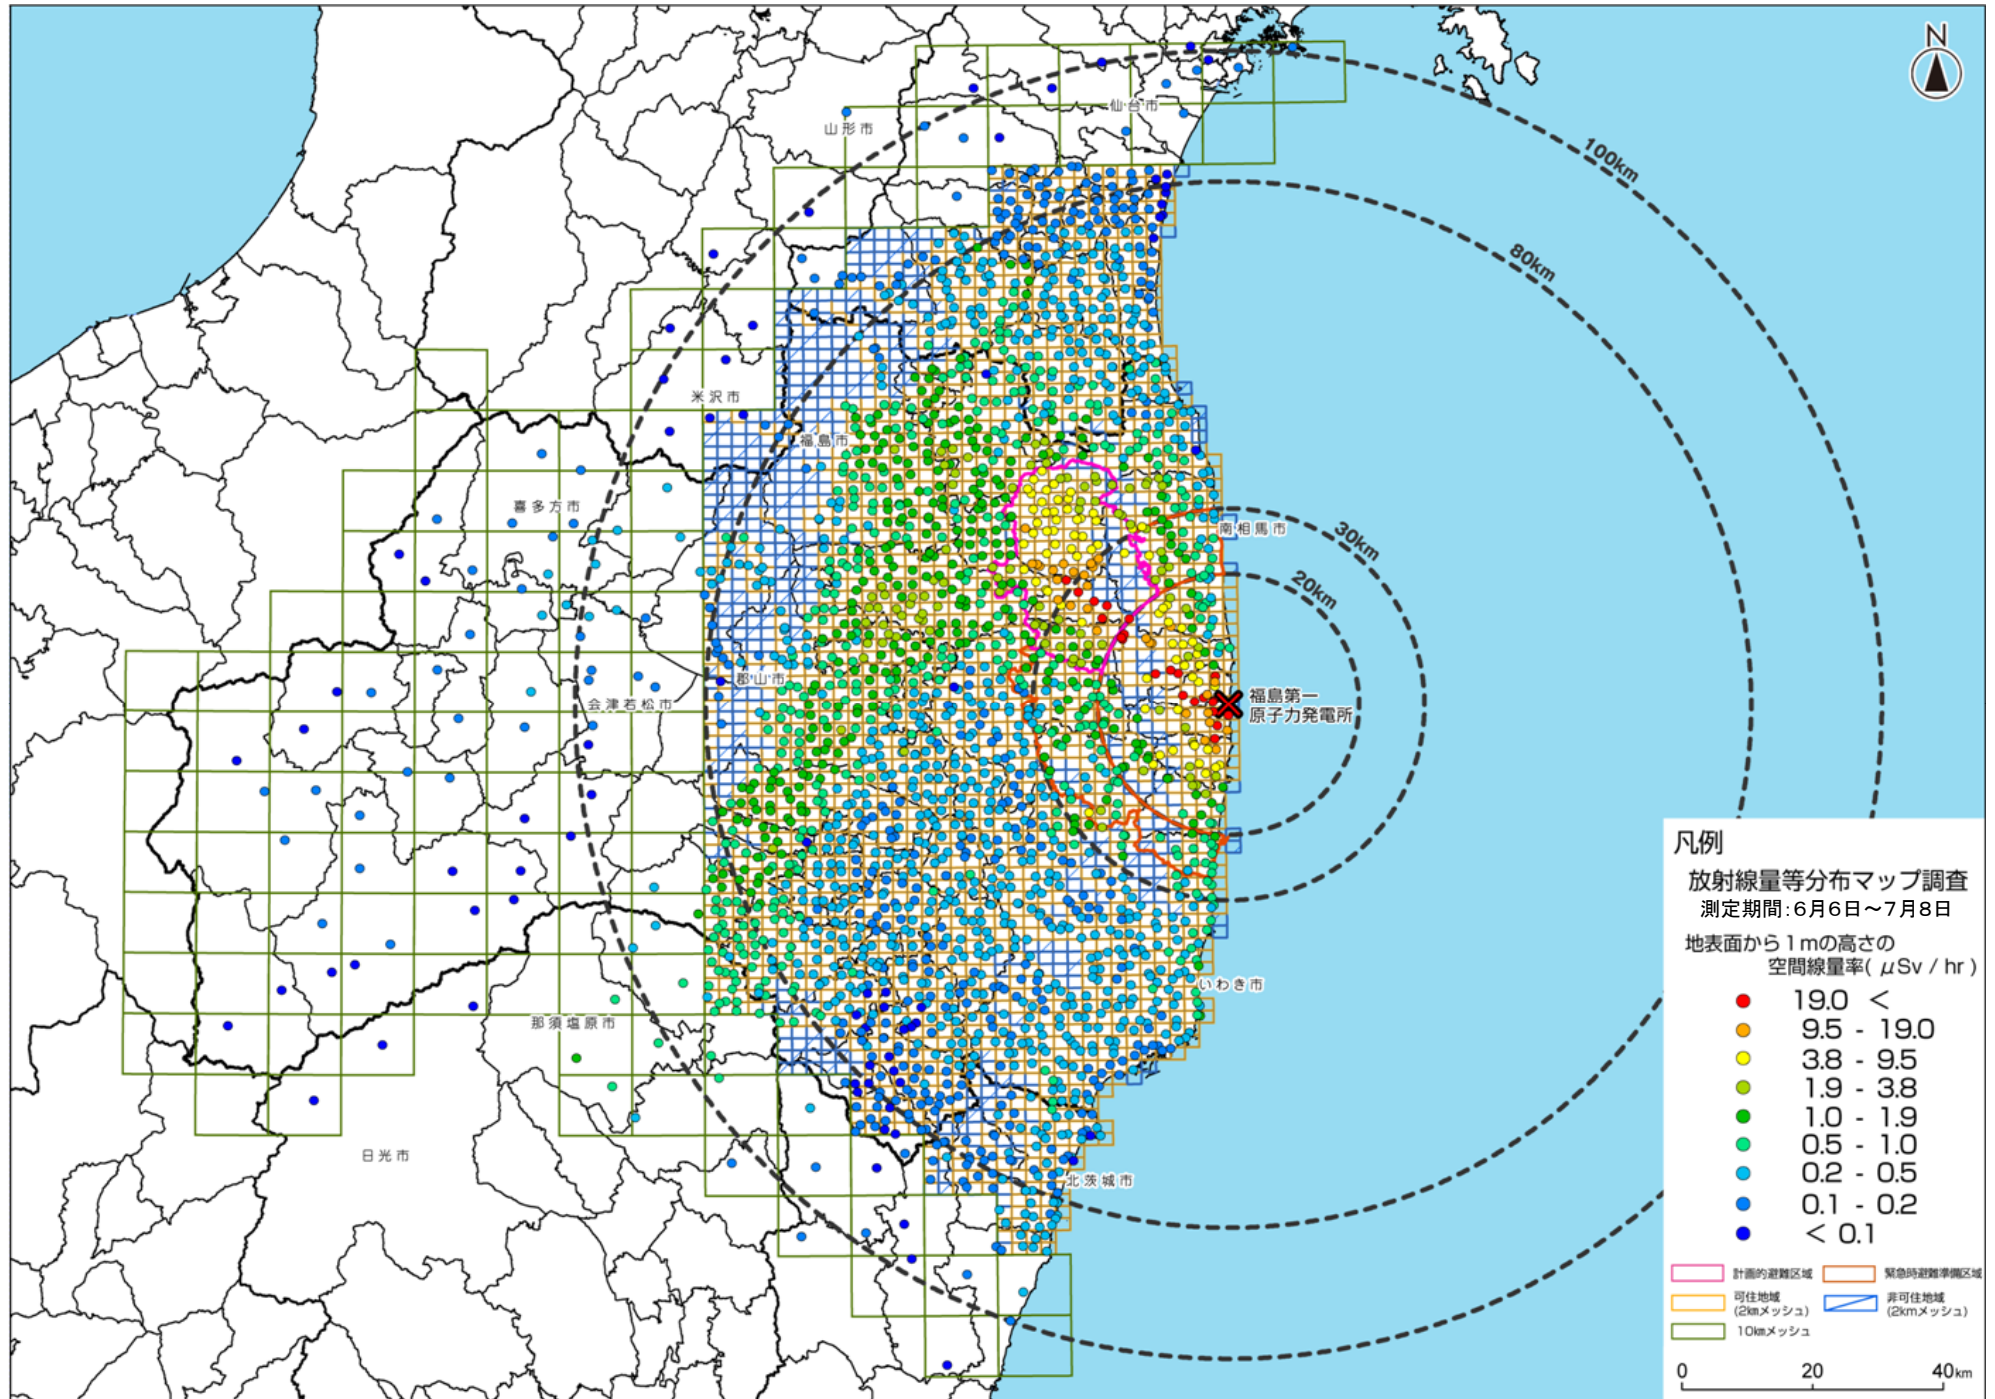 N
仙台市
山形市
100km
80km
米沢市
福島市
喜多方市
南相馬市
30km
20km
郡山市
会津若松市
福島第一
原子力発電所
いわき市
那須塩原市
日光市
北茨城市
凡例
放射線量等分布マップ調査
測定期間:6月6日～7月8日
地表面から1mの高さの
空間線量率( μSv / hr )
19.0 <
9.5 - 19.0
3.8 - 9.5
1.9 - 3.8
1.0 - 1.9
0.5 - 1.0
0.2 - 0.5
0.1 - 0.2
< 0.1
計画的避難区域
緊急時避難準備区域
可住地域
(2kmメッシュ)
非可住地域
(2kmメッシュ)
10kmメッシュ
0 20 40km